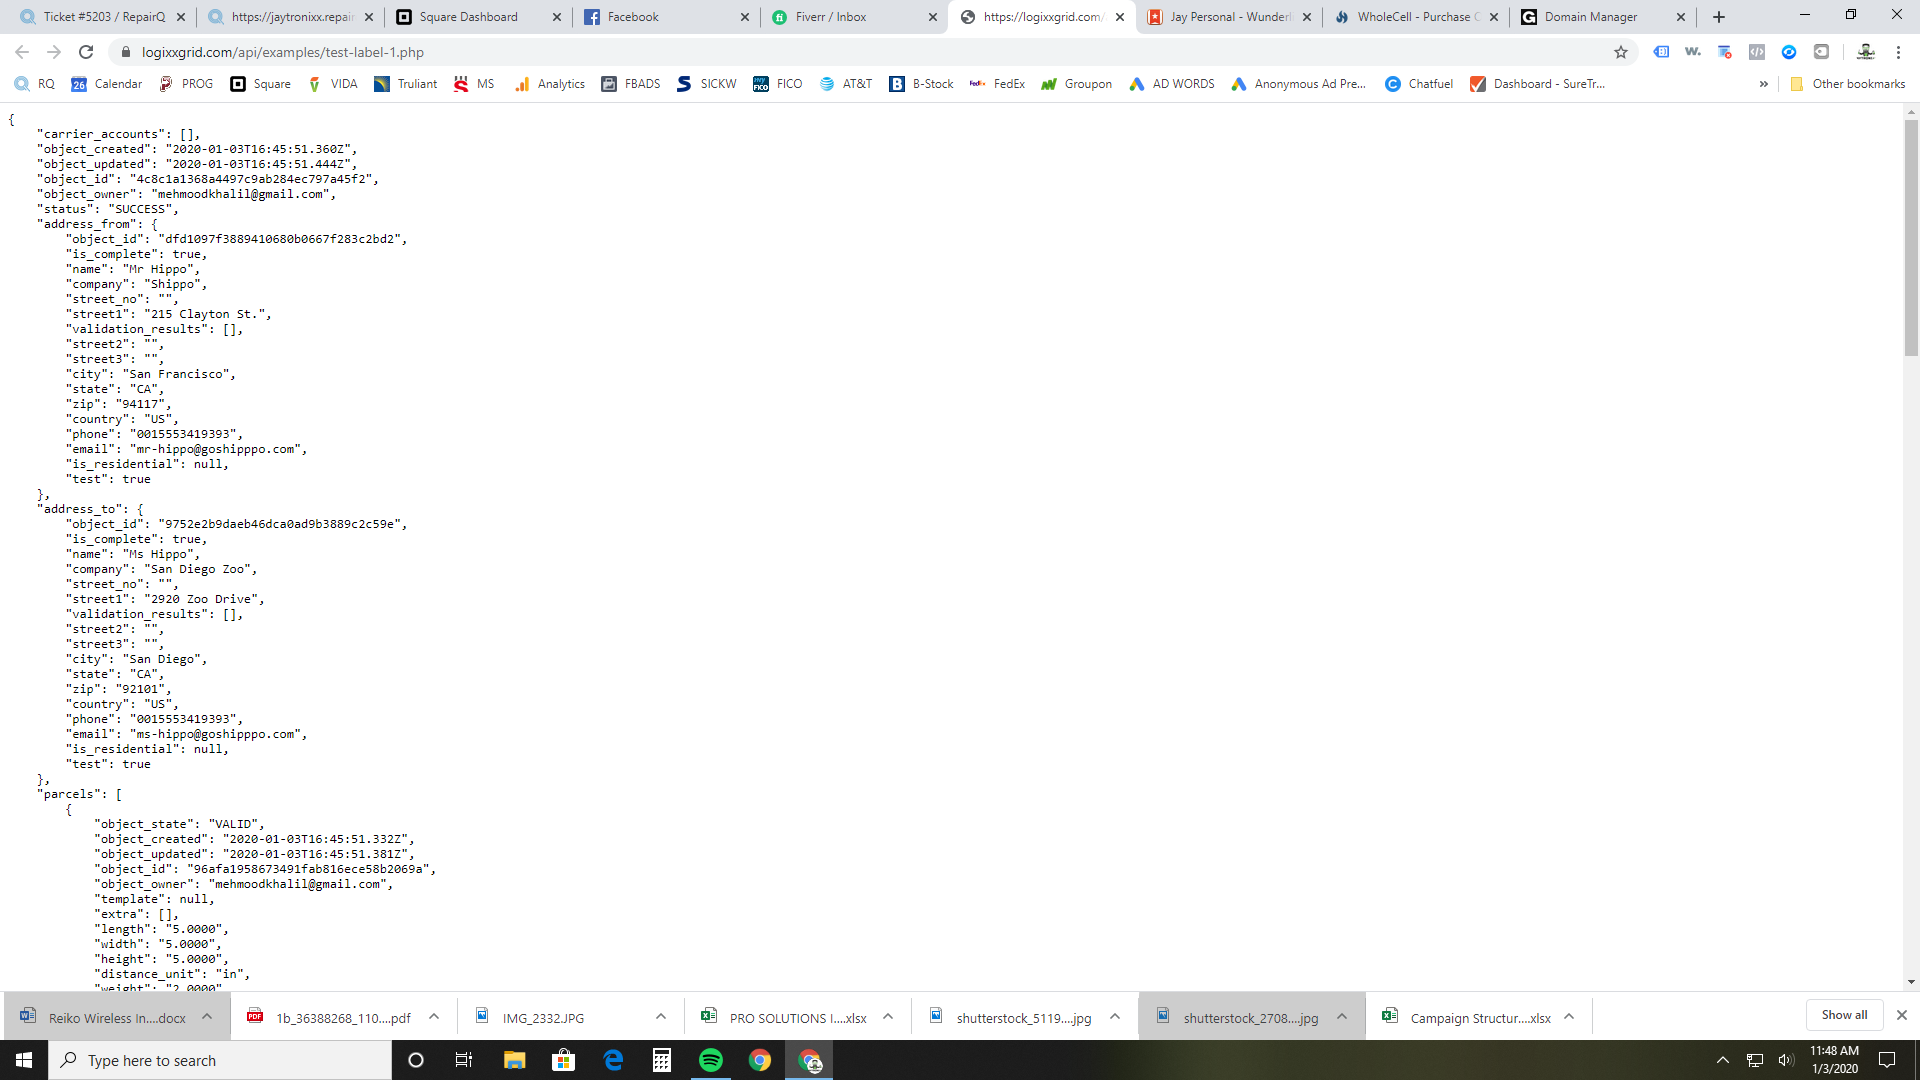 Ticket #5203 / RepairQ
https://jaytronixx.repair
Square Dashboard
Facebook
Fiverr / Inbox
https://logixxgrid.com/
Jay Personal - Wunderl
WholeCell - Purchase
Domain Manager
logixxgrid.com/api/examples/test-label-1.php
RQ
Calendar
PROG
Square
VIDA
Truliant
MS
Analytics
FBADS
SICKW
FICO
AT&T
B-Stock
FedEx
Groupon
AD WORDS
Anonymous Ad Pre...
Chatfuel
Dashboard - SureTr...
»
Other bookmarks
{
"carrier_accounts": [],
"object_created": "2020-01-03T16:45:51.360Z",
"object_updated": "2020-01-03T16:45:51.444Z",
"object_id": "4c8c1a1368a4497c9ab284ec797a45f2",
"object_owner": "mehmoodkhalil@gmail.com",
"status": "SUCCESS",
"address_from": {
"object_id": "dfd1097f3889410680b0667f283c2bd2",
"is_complete": true,
"name": "Mr Hippo",
"company": "Shippo",
"street_no": "",
"street1": "215 Clayton St.",
"validation_results": [],
"street2": "",
"street3": "",
"city": "San Francisco",
"state": "CA",
"zip": "94117",
"country": "US",
"phone": "0015553419393",
"email": "mr-hippo@goshipppo.com",
"is_residential": null,
"test": true
},
"address_to": {
"object_id": "9752e2b9daeb46dca0ad9b3889c2c59e",
"is_complete": true,
"name": "Ms Hippo",
"company": "San Diego Zoo",
"street_no": "",
"street1": "2920 Zoo Drive",
"validation_results": [],
"street2": "",
"street3": "",
"city": "San Diego",
"state": "CA",
"zip": "92101",
"country": "US",
"phone": "0015553419393",
"email": "ms-hippo@goshipppo.com",
"is_residential": null,
"test": true
},
"parcels": [
{
"object_state": "VALID",
"object_created": "2020-01-03T16:45:51.332Z",
"object_updated": "2020-01-03T16:45:51.381Z",
"object_id": "96afa1958673491fab816ece58b2069a",
"object_owner": "mehmoodkhalil@gmail.com",
"template": null,
"extra": [],
"length": "5.0000",
"width": "5.0000",
"height": "5.0000",
"distance_unit": "in",
"weight": "2.0000"
Reiko Wireless In....docx
1b_36388268_110....pdf
IMG_2332.JPG
PRO SOLUTIONS I....xlsx
shutterstock_5119....jpg
shutterstock_2708....jpg
Campaign Structur....xlsx
Show all
Type here to search
11:48 AM
1/3/2020